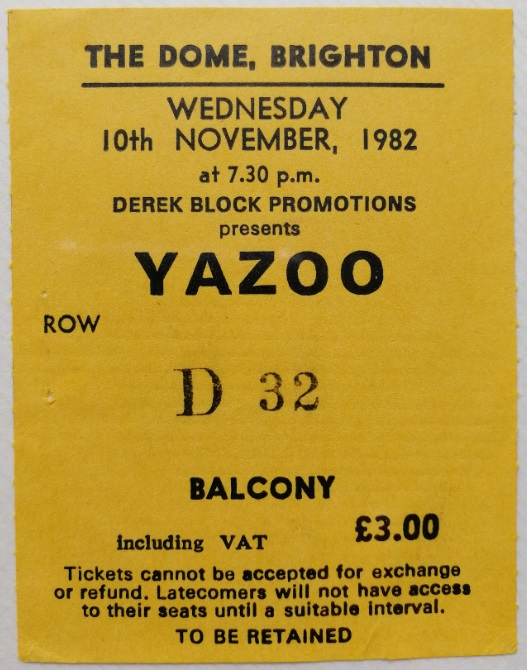 THE DOME, BRIGHTON
WEDNESDAY
10th NOVEMBER, 1982
at 7.30 p.m.
DEREK BLOCK PROMOTIONS
presents
YAZOO
ROW
D 32
BALCONY
including VAT £3.00
Tickets cannot be accepted for exchange
or refund. Latecomers will not have access
to their seats until a suitable interval.
TO BE RETAINED